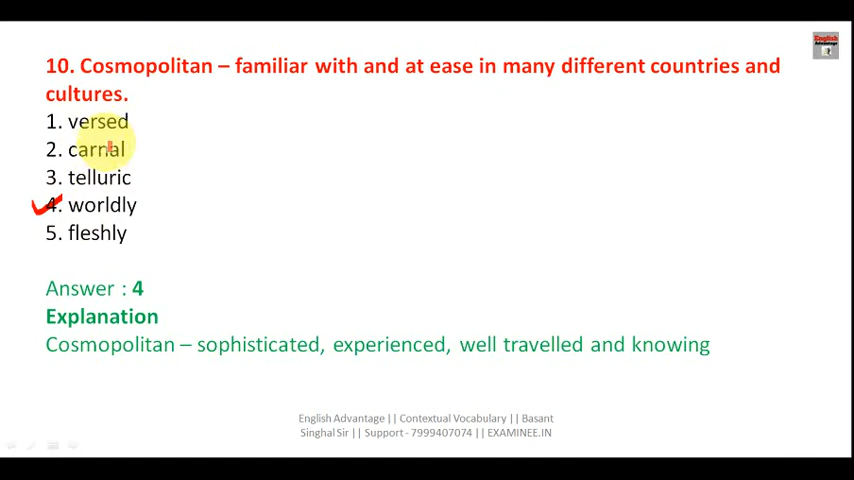 English
Advantage
10. Cosmopolitan – familiar with and at ease in many different countries and
cultures.
1. versed
2. carnal
3. telluric
4. worldly
5. fleshly
Answer : 4
Explanation
Cosmopolitan – sophisticated, experienced, well travelled and knowing
English Advantage || Contextual Vocabulary || Basant
Singhal Sir || Support - 7999407074 || EXAMINEE.IN